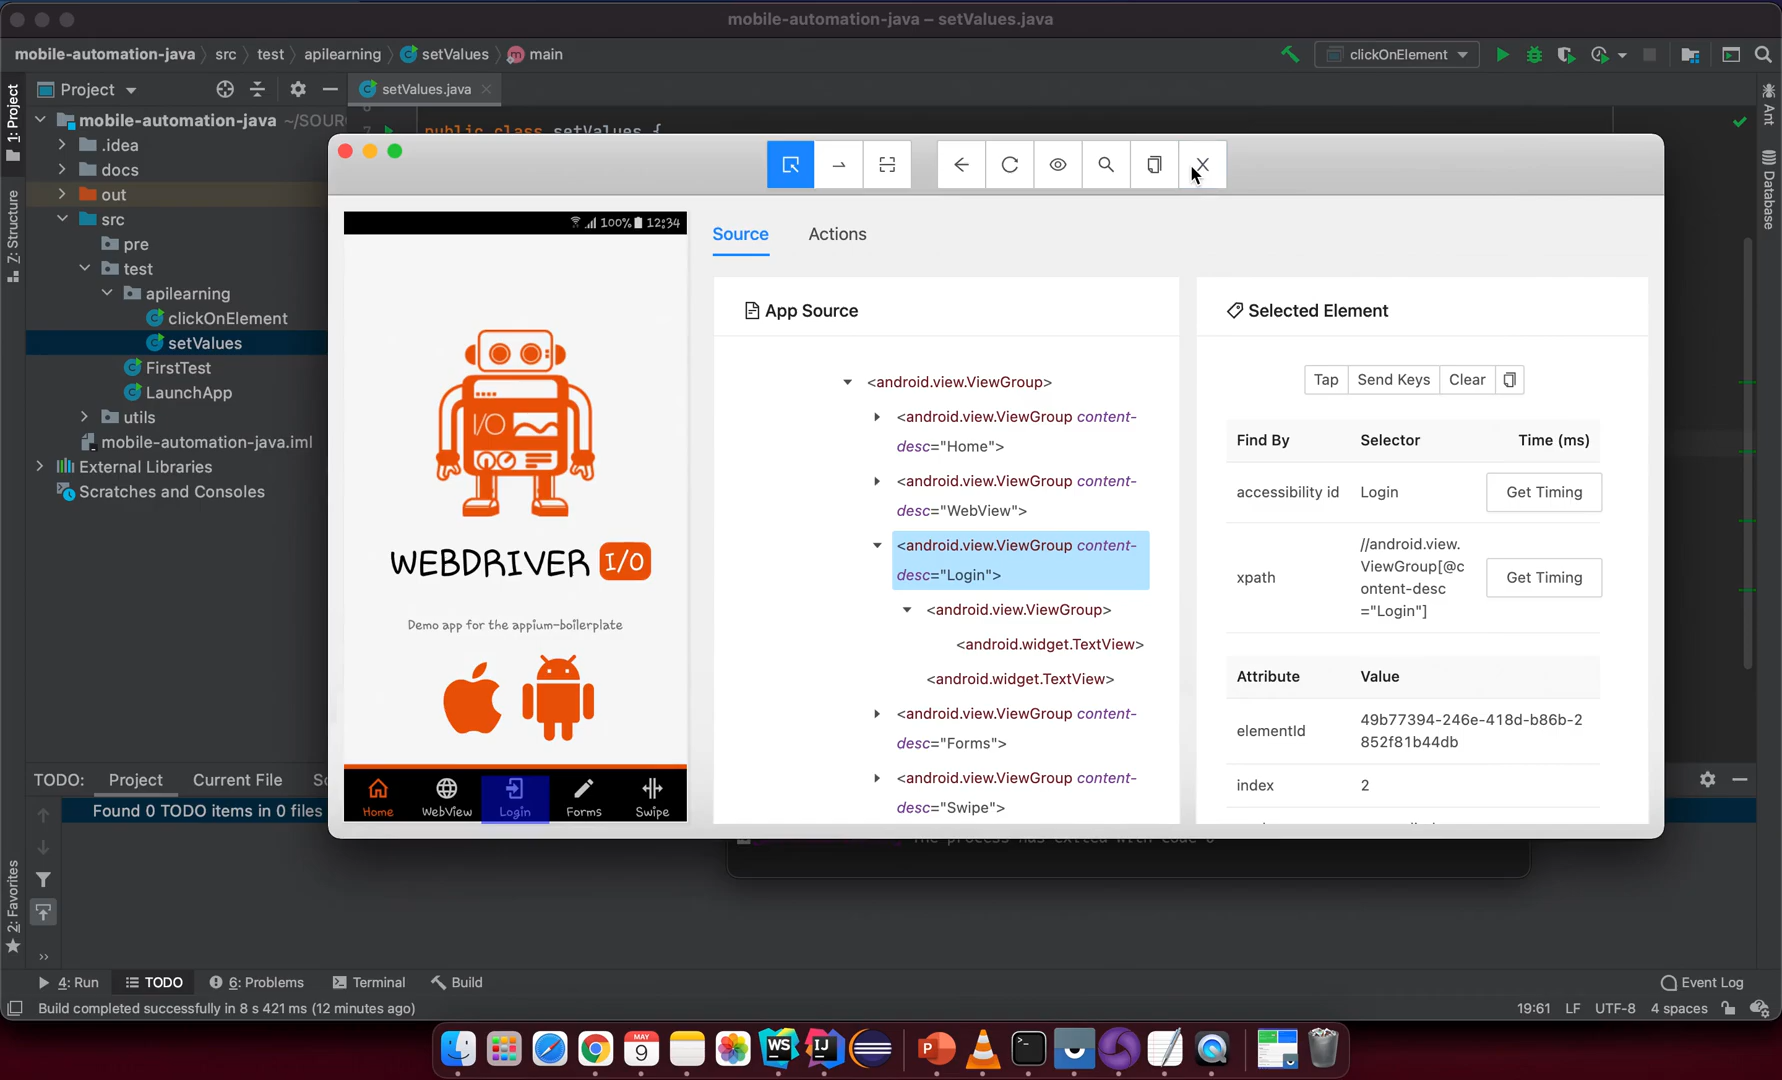 mobile-automation-java – setValues.java
mobile-automation-java
src
test
apilearning
setValues
main
clickOnElement
Project
setValues.java
1: Project
Z: Structure
2: Favorites
Ant
Database
mobile-automation-java ~/SOUR
.idea
docs
out
src
pre
test
apilearning
clickOnElement
setValues
FirstTest
LaunchApp
utils
mobile-automation-java.iml
External Libraries
Scratches and Consoles
public class setValues {
100% 12:34
I/O
WEBDRIVER I/O
Demo app for the appium-boilerplate
Home
WebView
Login
Forms
Swipe
Source
Actions
App Source
<android.view.ViewGroup>
<android.view.ViewGroup content-
desc="Home">
<android.view.ViewGroup content-
desc="WebView">
<android.view.ViewGroup content-
desc="Login">
<android.view.ViewGroup>
<android.widget.TextView>
<android.widget.TextView>
<android.view.ViewGroup content-
desc="Forms">
<android.view.ViewGroup content-
desc="Swipe">
Selected Element
Tap
Send Keys
Clear
Find By
Selector
Time (ms)
accessibility id
Login
Get Timing
xpath
//android.view.
ViewGroup[@c
ontent-desc
="Login"]
Get Timing
Attribute
Value
elementId
49b77394-246e-418d-b86b-2
852f81b44db
index
2
TODO:
Project
Current File
Found 0 TODO items in 0 files
4: Run
TODO
6: Problems
Terminal
Build
Event Log
Build completed successfully in 8 s 421 ms (12 minutes ago)
19:61
LF
UTF-8
4 spaces
MAY
9
WS
IJ
P